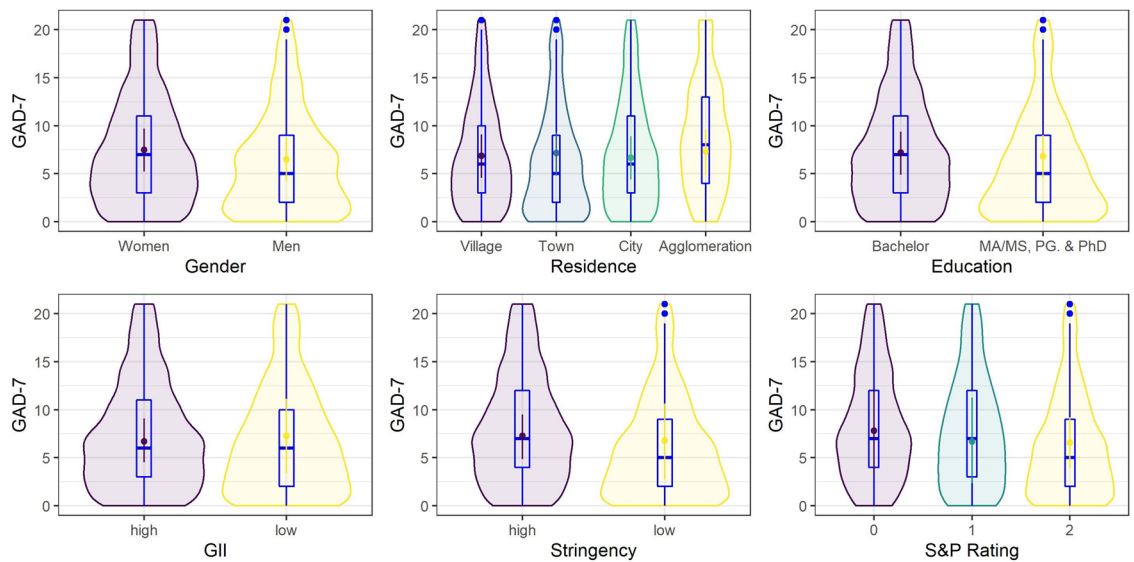 GAD-7
20
15
10
5
0
Women Men
Gender
GAD-7
20
15
10
5
0
Village Town City Agglomeration
Residence
GAD-7
20
15
10
5
0
Bachelor MA/MS, PG. & PhD
Education
GAD-7
20
15
10
5
0
high low
GII
GAD-7
20
15
10
5
0
high low
Stringency
GAD-7
20
15
10
5
0
0 1 2
S&P Rating